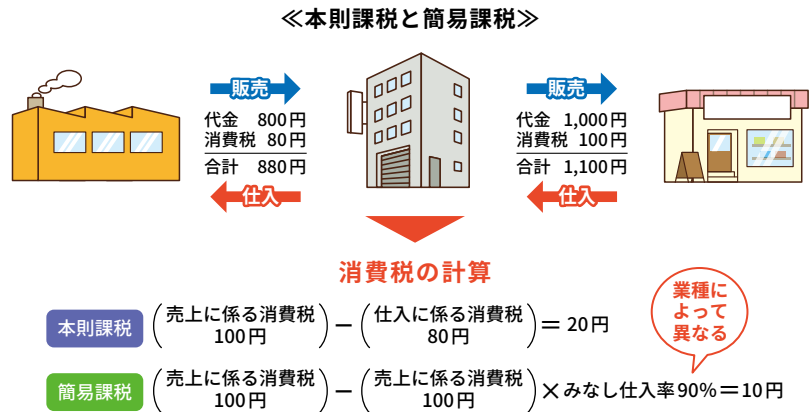 ≪本則課税と簡易課税≫
販売
代金 800円
消費税 80円
合計 880円
仕入
販売
代金 1,000円
消費税 100円
合計 1,100円
仕入
消費税の計算
業種に
よって
異なる
本則課税 (売上に係る消費税 100円) − (仕入に係る消費税 80円) = 20円
簡易課税 (売上に係る消費税 100円) − (売上に係る消費税 100円) × みなし仕入率90%=10円